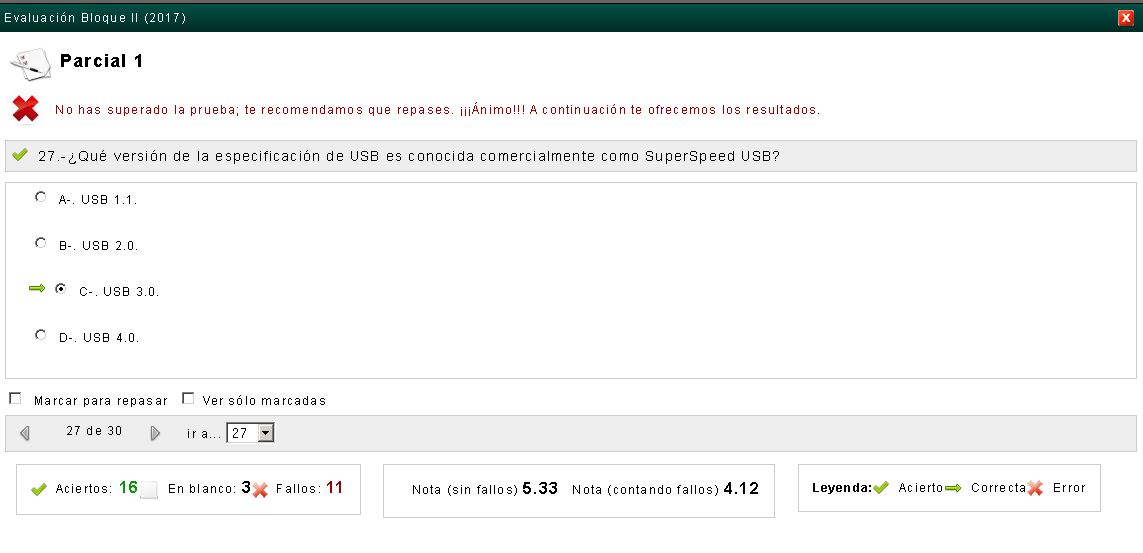 Evaluación Bloque II (2017)
Parcial 1
No has superado la prueba; te recomendamos que repases. ¡¡¡Ánimo!!! A continuación te ofrecemos los resultados.
27.-¿Qué versión de la especificación de USB es conocida comercialmente como SuperSpeed USB?
A-. USB 1.1.
B-. USB 2.0.
C-. USB 3.0.
D-. USB 4.0.
Marcar para repasar Ver sólo marcadas
27 de 30 ir a... 27
Aciertos: 16 En blanco: 3 Fallos: 11 Nota (sin fallos) 5.33 Nota (contando fallos) 4.12 Leyenda: Acierto Correcta Error